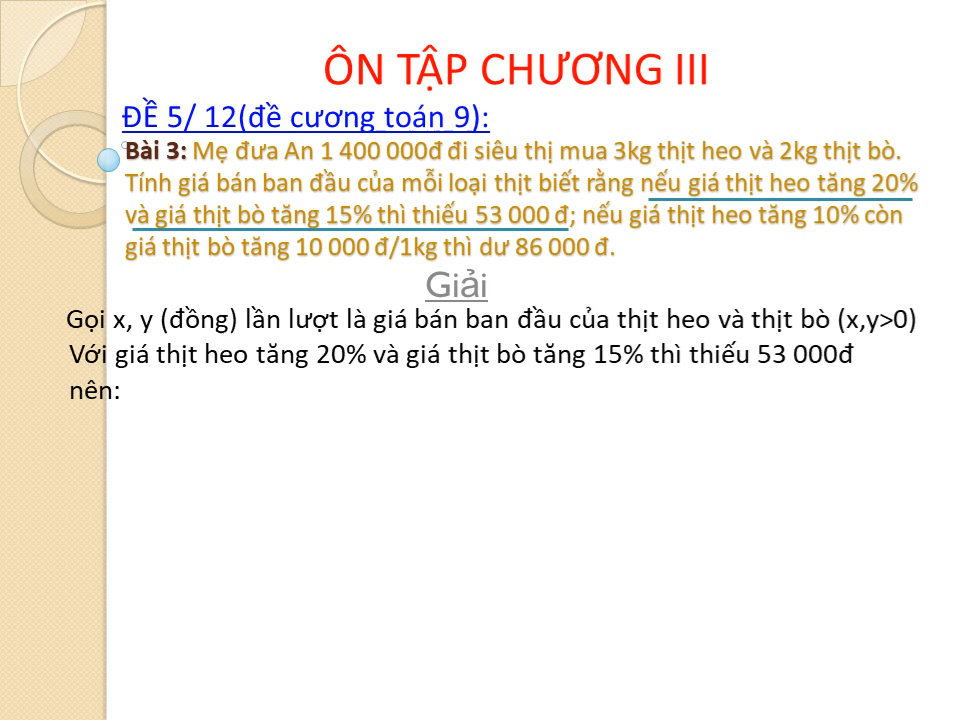 ÔN TẬP CHƯƠNG III
ĐỀ 5/ 12(đề cương toán 9):
Bài 3: Mẹ đưa An 1 400 000đ đi siêu thị mua 3kg thịt heo và 2kg thịt bò.
Tính giá bán ban đầu của mỗi loại thịt biết rằng nếu giá thịt heo tăng 20%
và giá thịt bò tăng 15% thì thiếu 53 000 đ; nếu giá thịt heo tăng 10% còn
giá thịt bò tăng 10 000 đ/1kg thì dư 86 000 đ.
Giải
Gọi x, y (đồng) lần lượt là giá bán ban đầu của thịt heo và thịt bò (x,y>0)
Với giá thịt heo tăng 20% và giá thịt bò tăng 15% thì thiếu 53 000đ
nên: